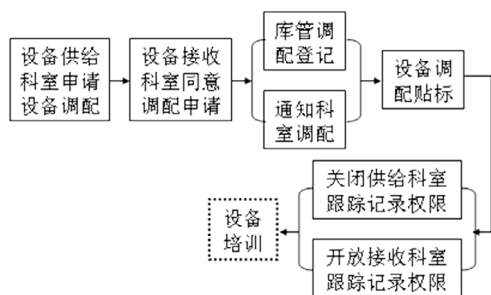 设备供给
科室申请
设备调配
设备接收
科室同意
调配申请
库管调
配登记
通知科
室调配
设备调
配贴标
关闭供给科室
跟踪记录权限
开放接收科室
跟踪记录权限
设备
培训